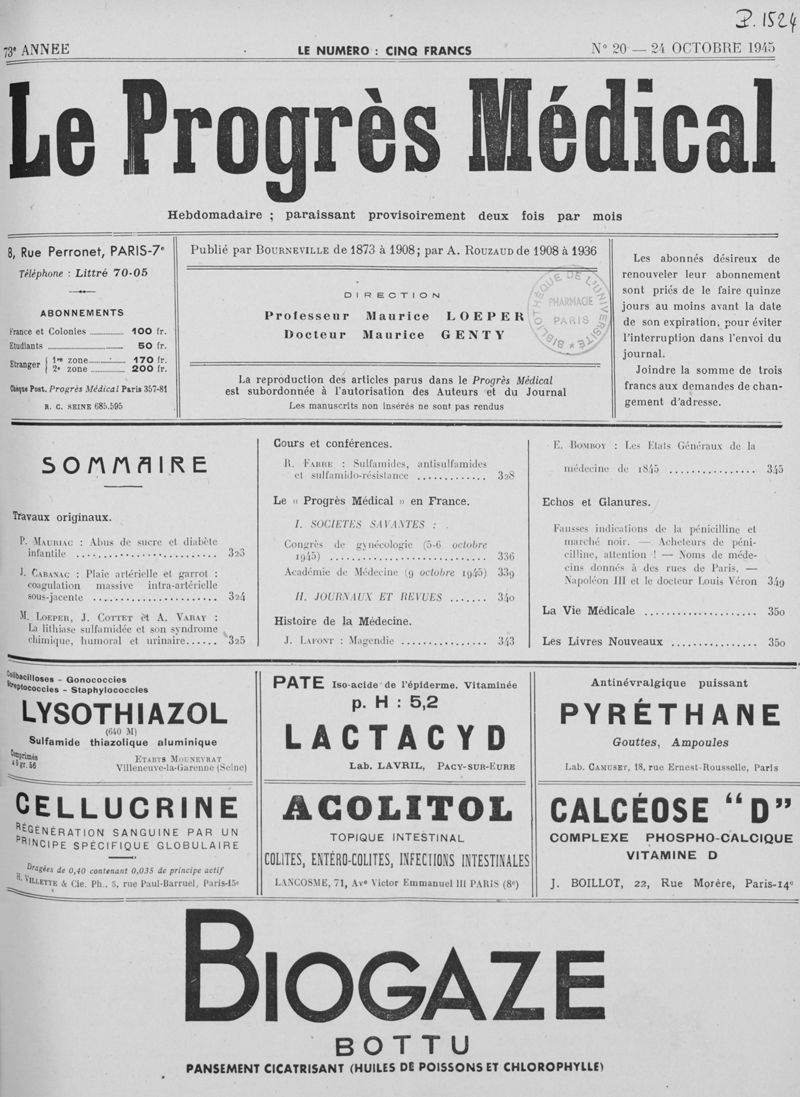 P. 1524
73e ANNEE
LE NUMERO : CINQ FRANCS
N° 20 — 24 OCTOBRE 1945
Le Progrès Médical
Hebdomadaire ; paraissant provisoirement deux fois par mois
8, Rue Perronet, PARIS-7e
Téléphone : Littré 70-05
ABONNEMENTS
France et Colonies ............ 100 fr.
Etudiants ............ 50 fr.
Etranger { 1re zone ............ 170 fr.
{ 2e zone ............ 200 fr.
Chèque Post. Progrès Médical Paris 357-81
R. C. SEINE 685.595
Publié par BOURNEVILLE de 1873 à 1908; par A. ROUZAUD de 1908 à 1936
DIRECTION
Professeur Maurice LOEPER
Docteur Maurice GENTY
BIBLIOTHÈQUE DE L'UNIVERSITÉ
PHARMACIE
PARIS
La reproduction des articles parus dans le Progrès Médical
est subordonnée à l'autorisation des Auteurs et du Journal
Les manuscrits non insérés ne sont pas rendus
Les abonnés désireux de
renouveler leur abonnement
sont priés de le faire quinze
jours au moins avant la date
de son expiration, pour éviter
l'interruption dans l'envoi du
journal.
Joindre la somme de trois
francs aux demandes de chan-
gement d'adresse.
SOMMAIRE
Travaux originaux.
P. MAURIAC : Abus de sucre et diabète
infantile ............ 323
J. CABANAC : Plaie artérielle et garrot :
coagulation massive intra-artérielle
sous-jacente ............ 324
M. LOEPER, J. COTTET et A. VARAY :
La lithiase sulfamidée et son syndrome
chimique, humoral et urinaire...... 325
Cours et conférences.
R. FABRE : Sulfamides, antisulfamides
et sulfamido-résistance ............ 328
Le « Progrès Médical » en France.
I. SOCIETES SAVANTES :
Congrès de gynécologie (5-6 octobre
1945) ............ 336
Académie de Médecine (9 octobre 1945) 339
II. JOURNAUX ET REVUES ....... 340
Histoire de la Médecine.
J. LAFONT : Magendie ............ 343
E. BOMBOY : Les Etats Généraux de la
médecine de 1845 ............ 345
Echos et Glanures.
Fausses indications de la pénicilline et
marché noir. — Acheteurs de péni-
cilline, attention ! — Noms de méde-
cins donnés à des rues de Paris. —
Napoléon III et le docteur Louis Véron 349
La Vie Médicale ............ 350
Les Livres Nouveaux ............ 350
Colibacilloses - Gonococcies
Streptococcies - Staphylococcies
LYSOTHIAZOL
(640 M)
Sulfamide thiazolique aluminique
Comprimés
à 0 gr. 56
ETABTS MOUNEYRAT
Villeneuve-la-Garenne (Seine)
PATE Iso-acide de l'épiderme. Vitaminée
p. H : 5,2
LACTACYD
Lab. LAVRIL, PACY-SUR-EURE
Antinévralgique puissant
PYRÉTHANE
Gouttes, Ampoules
Lab. CAMUSET, 18, rue Ernest-Rousselle, Paris
CELLUCRINE
RÉGÉNÉRATION SANGUINE PAR UN
PRINCIPE SPÉCIFIQUE GLOBULAIRE
Dragées de 0,40 contenant 0,035 de principe actif
H. VILLETTE & Cie. Ph., 5, rue Paul-Barruel, Paris-15e
ACOLITOL
TOPIQUE INTESTINAL
COLITES, ENTÉRO-COLITES, INFECTIONS INTESTINALES
LANCOSME, 71, Ave Victor Emmanuel III PARIS (8e)
CALCÉOSE "D"
COMPLEXE PHOSPHO-CALCIQUE
VITAMINE D
J. BOILLOT, 22, Rue Morère, Paris-14e
BIOGAZE
BOTTU
PANSEMENT CICATRISANT (HUILES DE POISSONS ET CHLOROPHYLLE)